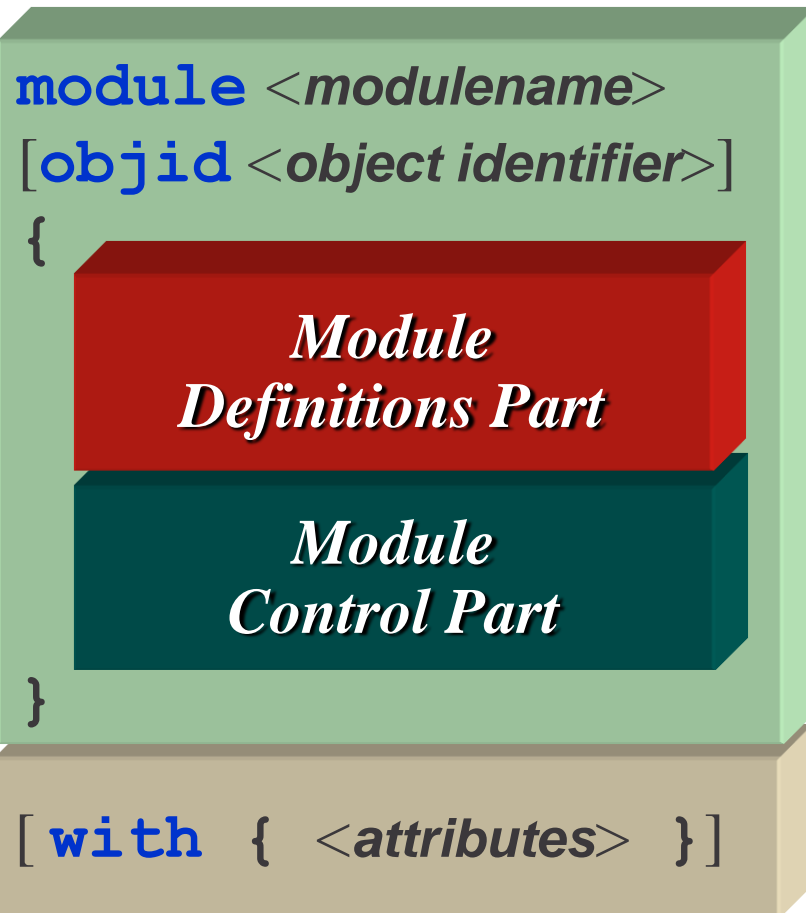 module <modulename>
[objid <object identifier>]
{
Module
Definitions Part
Module
Control Part
}
[ with { <attributes> } ]